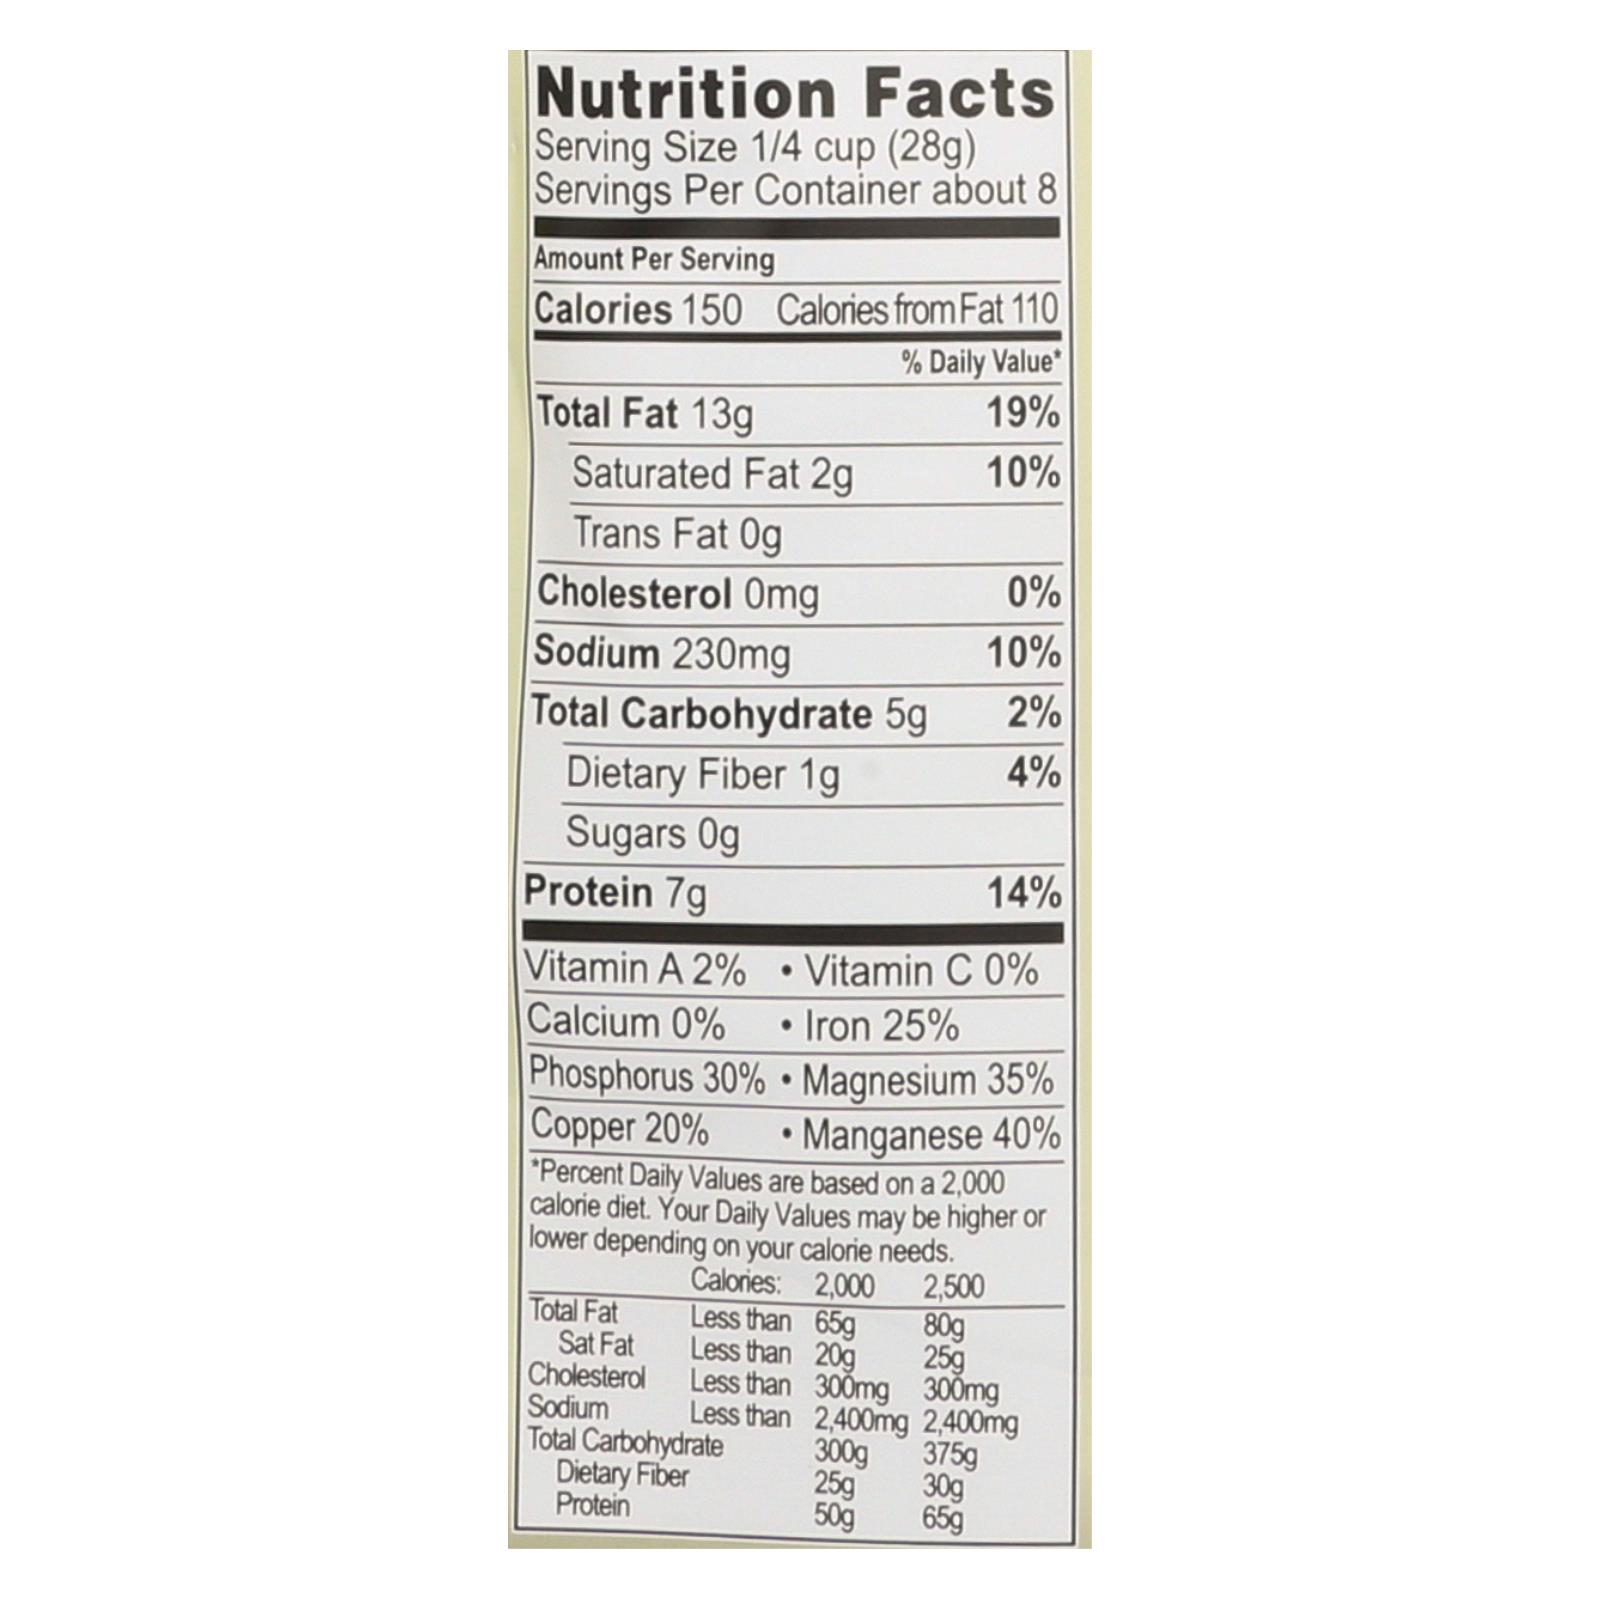 Nutrition Facts
Serving Size 1/4 cup (28g)
Servings Per Container about 8
Amount Per Serving
Calories 150 Calories from Fat 110
% Daily Value*
Total Fat 13g 19%
Saturated Fat 2g 10%
Trans Fat 0g
Cholesterol 0mg 0%
Sodium 230mg 10%
Total Carbohydrate 5g 2%
Dietary Fiber 1g 4%
Sugars 0g
Protein 7g 14%
Vitamin A 2% • Vitamin C 0%
Calcium 0% • Iron 25%
Phosphorus 30% • Magnesium 35%
Copper 20% • Manganese 40%
*Percent Daily Values are based on a 2,000
calorie diet. Your Daily Values may be higher or
lower depending on your calorie needs.
Calories: 2,000 2,500
Total Fat Less than 65g 80g
Sat Fat Less than 20g 25g
Cholesterol Less than 300mg 300mg
Sodium Less than 2,400mg 2,400mg
Total Carbohydrate 300g 375g
Dietary Fiber 25g 30g
Protein 50g 65g